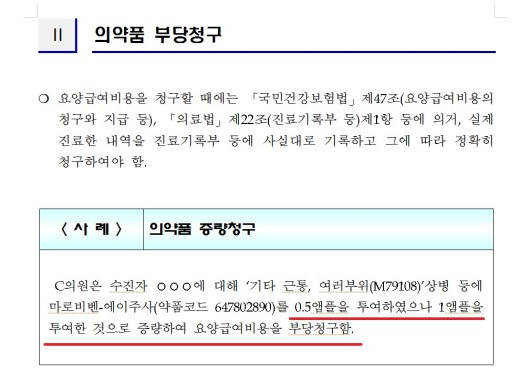 II 의약품 부당청구
❍ 요양급여비용을 청구할 때에는 「국민건강보험법」 제47조(요양급여비용의
청구와 지급 등), 「의료법」 제22조(진료기록부 등)제1항 등에 의거, 실제
진료한 내역을 진료기록부 등에 사실대로 기록하고 그에 따라 정확히
청구하여야 함.
〈 사 례 〉 의약품 증량청구
C의원은 수진자 ㅇㅇㅇ에 대해 ‘기타 근통, 여러부위(M79108)’상병 등에
마로비벤-에이주사(약품코드 647802890)를 0.5앰플을 투여하였으나 1앰플을
투여한 것으로 증량하여 요양급여비용을 부당청구함.